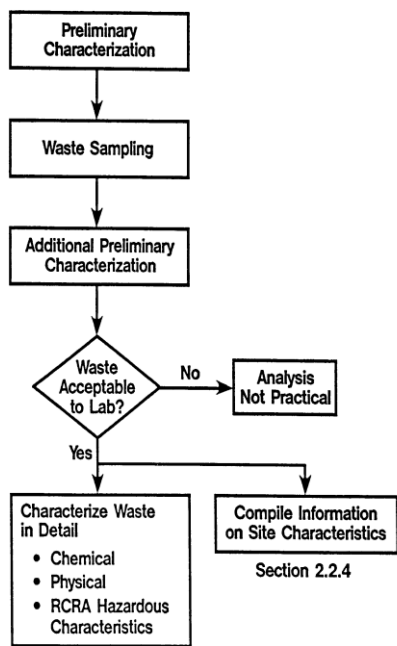 Preliminary
Characterization
Waste Sampling
Additional Preliminary
Characterization
Waste
Acceptable
to Lab?
No
Analysis
Not Practical
Yes
Characterize Waste
in Detail
• Chemical
• Physical
• RCRA Hazardous
Characteristics
Compile Information
on Site Characteristics
Section 2.2.4